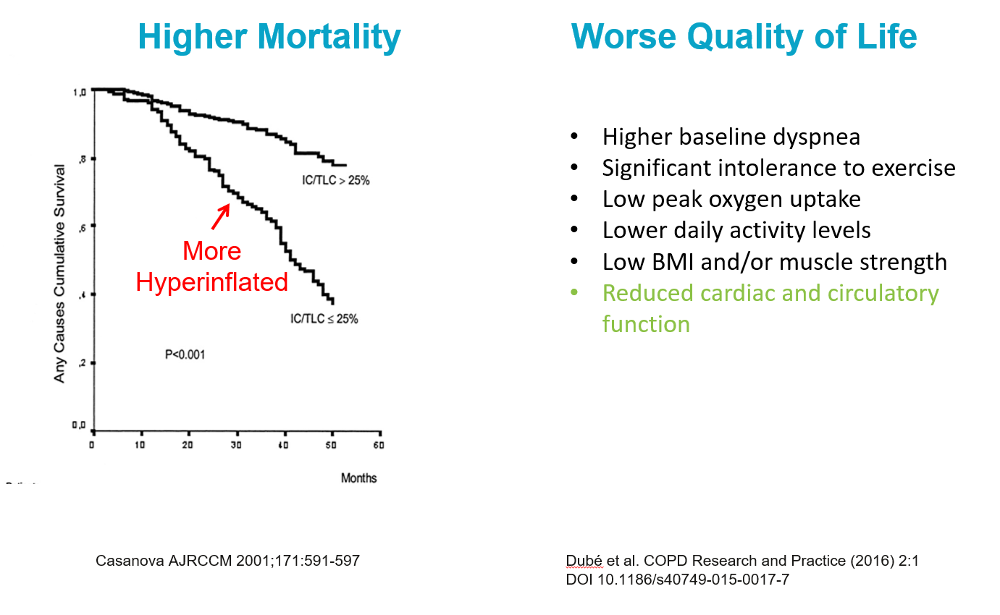 Higher Mortality
1,0
,8
,6
,4
,2
0,0
Any Causes Cumulative Survival
IC/TLC > 25%
More
Hyperinflated
IC/TLC ≤ 25%
P<0.001
0 10 20 30 40 50 60
Months
Casanova AJRCCM 2001;171:591-597
Worse Quality of Life
• Higher baseline dyspnea
• Significant intolerance to exercise
• Low peak oxygen uptake
• Lower daily activity levels
• Low BMI and/or muscle strength
• Reduced cardiac and circulatory
function
Dubé et al. COPD Research and Practice (2016) 2:1
DOI 10.1186/s40749-015-0017-7